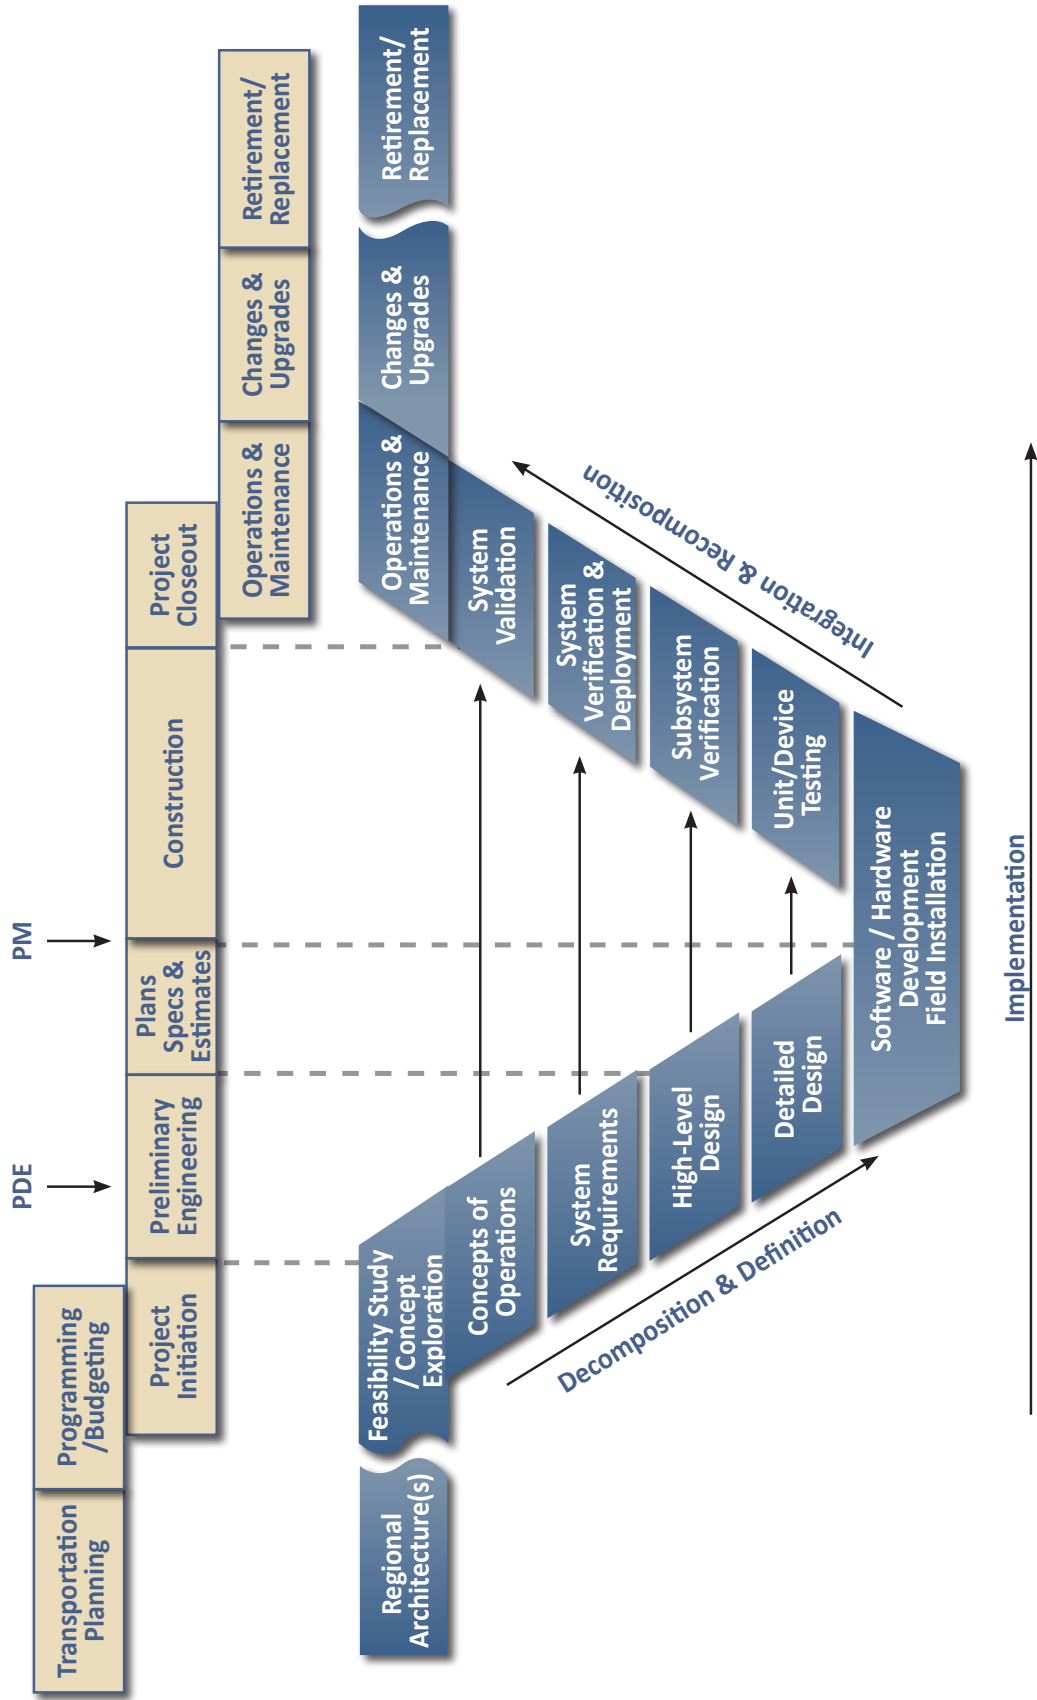 PDE
PM
Transportation
Planning
Programming
/Budgeting
Project
Initiation
Preliminary
Engineering
Plans
Specs &
Estimates
Construction
Project
Closeout
Operations &
Maintenance
Changes &
Upgrades
Retirement/
Replacement
Regional
Architecture(s)
Feasibility Study
/ Concept
Exploration
Concepts of
Operations
System
Requirements
High-Level
Design
Detailed
Design
Software / Hardware
Development
Field Installation
Unit/Device
Testing
Subsystem
Verification
System
Verification &
Deployment
System
Validation
Operations &
Maintenance
Changes &
Upgrades
Retirement/
Replacement
Decomposition & Definition
Integration & Recomposition
Implementation